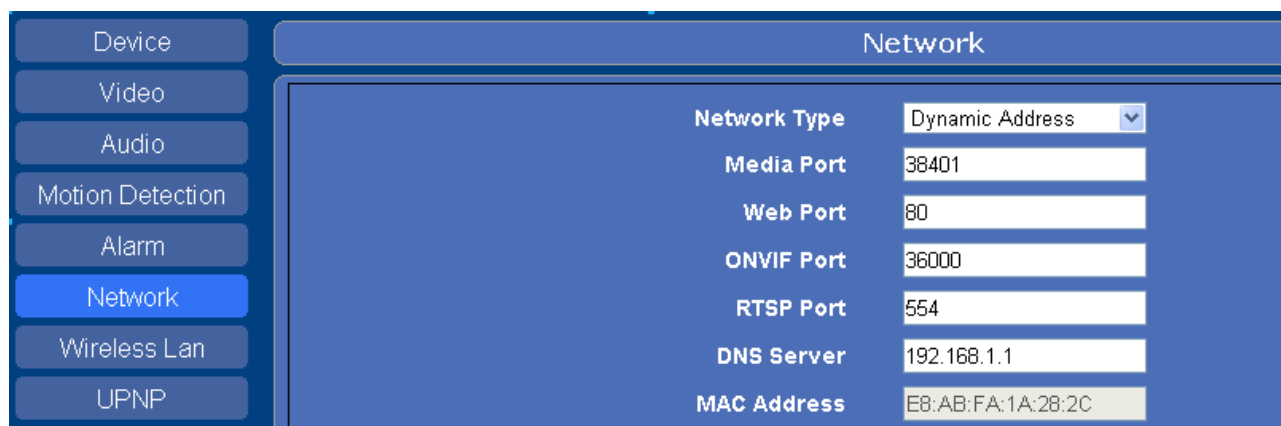 Device
Video
Audio
Motion Detection
Alarm
Network
Wireless Lan
UPNP
Network
Network Type Dynamic Address
Media Port 38401
Web Port 80
ONVIF Port 36000
RTSP Port 554
DNS Server 192.168.1.1
MAC Address E8:AB:FA:1A:28:2C